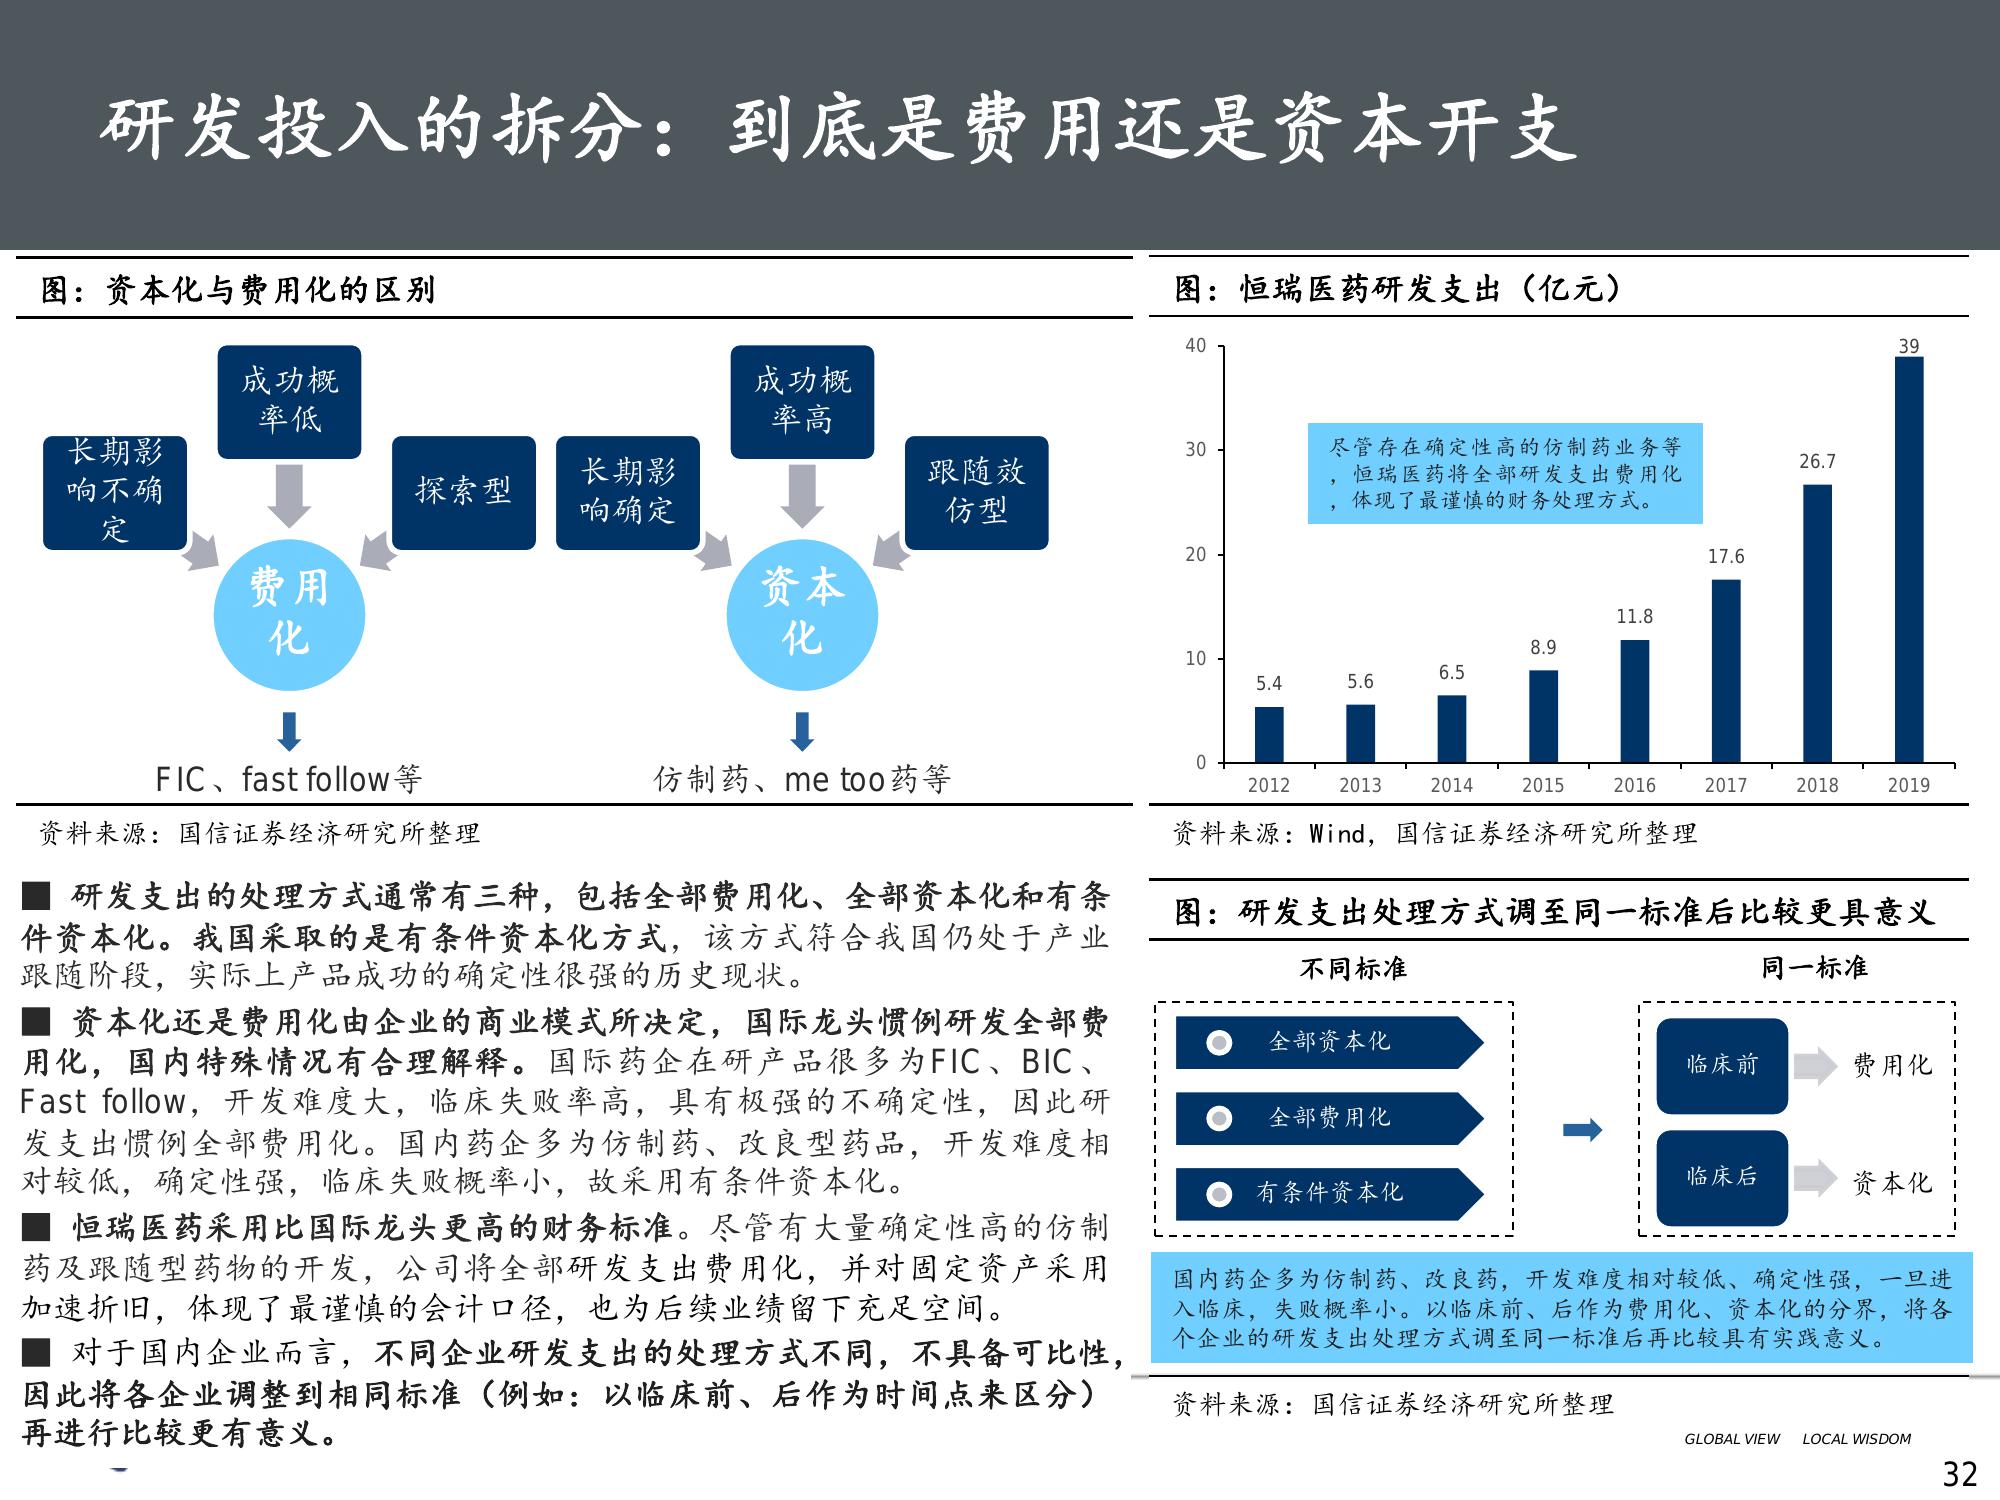 研发投入的拆分：到底是费用还是资本开支
图：资本化与费用化的区别
成功概
率低
长期影
响不确
定
探索型
费用
化
FIC、fast follow等
成功概
率高
长期影
响确定
跟随效
仿型
资本
化
仿制药、me too药等
资料来源：国信证券经济研究所整理
图：恒瑞医药研发支出（亿元）
40
30
20
10
0
尽管存在确定性高的仿制药业务等
，恒瑞医药将全部研发支出费用化
，体现了最谨慎的财务处理方式。
5.4
5.6
6.5
8.9
11.8
17.6
26.7
39
2012 2013 2014 2015 2016 2017 2018 2019
资料来源：Wind，国信证券经济研究所整理
■ 研发支出的处理方式通常有三种，包括全部费用化、全部资本化和有条
件资本化。我国采取的是有条件资本化方式，该方式符合我国仍处于产业
跟随阶段，实际上产品成功的确定性很强的历史现状。
■ 资本化还是费用化由企业的商业模式所决定，国际龙头惯例研发全部费
用化，国内特殊情况有合理解释。国际药企在研产品很多为FIC、BIC、
Fast follow，开发难度大，临床失败率高，具有极强的不确定性，因此研
发支出惯例全部费用化。国内药企多为仿制药、改良型药品，开发难度相
对较低，确定性强，临床失败概率小，故采用有条件资本化。
■ 恒瑞医药采用比国际龙头更高的财务标准。尽管有大量确定性高的仿制
药及跟随型药物的开发，公司将全部研发支出费用化，并对固定资产采用
加速折旧，体现了最谨慎的会计口径，也为后续业绩留下充足空间。
■ 对于国内企业而言，不同企业研发支出的处理方式不同，不具备可比性，
因此将各企业调整到相同标准（例如：以临床前、后作为时间点来区分）
再进行比较更有意义。
图：研发支出处理方式调至同一标准后比较更具意义
不同标准
全部资本化
全部费用化
有条件资本化
同一标准
临床前
费用化
临床后
资本化
国内药企多为仿制药、改良药，开发难度相对较低、确定性强，一旦进
入临床，失败概率小。以临床前、后作为费用化、资本化的分界，将各
个企业的研发支出处理方式调至同一标准后再比较具有实践意义。
资料来源：国信证券经济研究所整理
GLOBAL VIEW LOCAL WISDOM
32